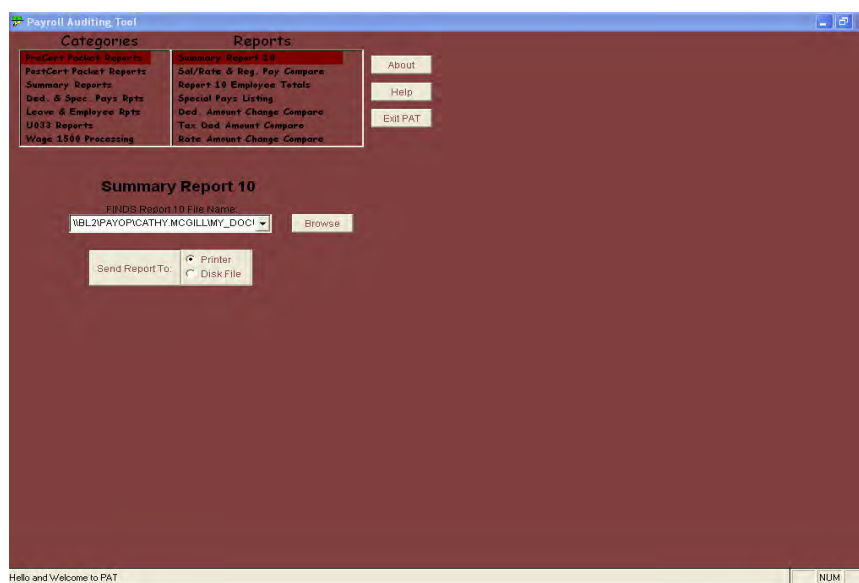 Payroll Auditing Tool
Categories
Reports
PreCert Packet Reports
PostCert Packet Reports
Summary Reports
Ded. & Spec. Pays Rpts
Leave & Employee Rpts
U033 Reports
Wage 1500 Processing
Summary Report 10
Sal/Rate & Reg. Pay Compare
Report 10 Employee Totals
Special Pays Listing
Ded. Amount Change Compare
Tax Ded Amount Compare
Rate Amount Change Compare
About
Help
Exit PAT
Summary Report 10
FINDS Report 10 File Name:
\\BL2\PAYOP\CATHY.MCGILL\MY_DOC
Browse
Send Report To:
Printer
Disk File
Hello and Welcome to PAT
NUM